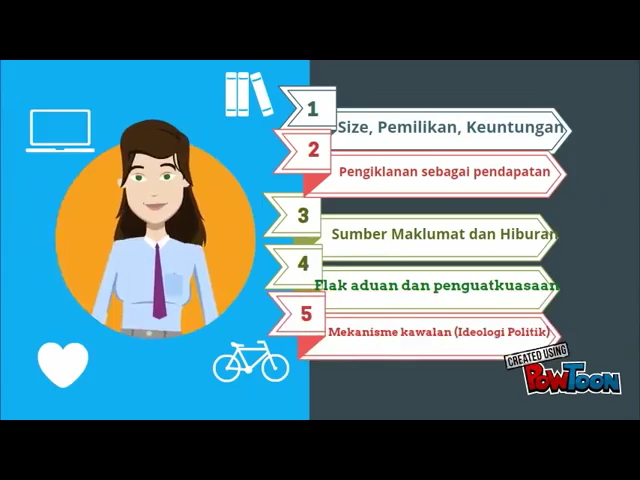 1
Size, Pemilikan, Keuntungan
2
Pengiklanan sebagai pendapatan
3
Sumber Maklumat dan Hiburan
4
Flak aduan dan penguatkuasaan
5
Mekanisme kawalan (Ideologi Politik)
CREATED USING
POWTOON